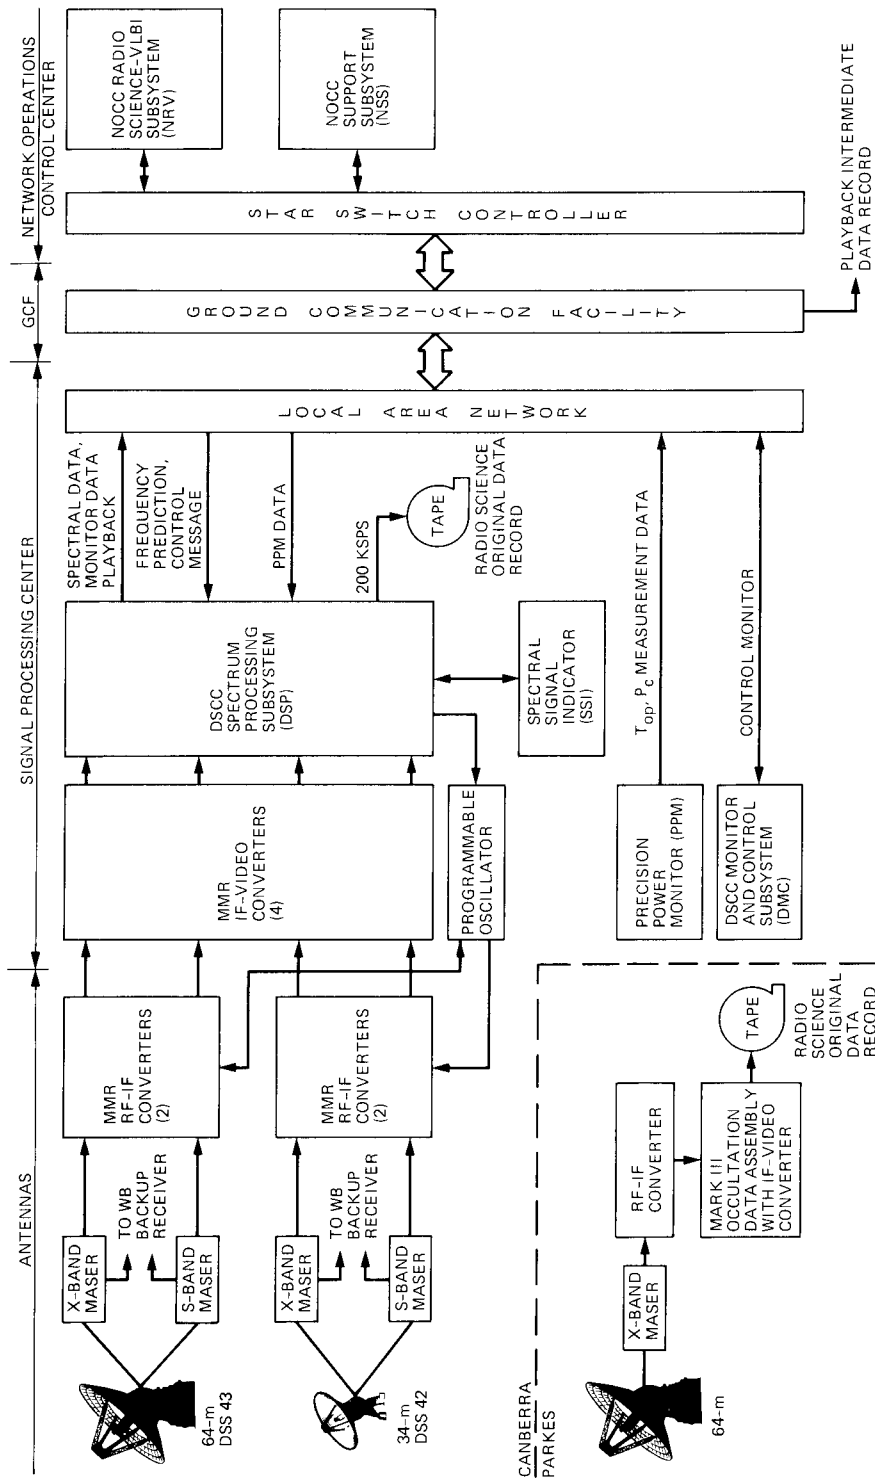 ANTENNAS
SIGNAL PROCESSING CENTER
GCF
NETWORK OPERATIONS
CONTROL CENTER
64-m
DSS 43
X-BAND
MASER
S-BAND
MASER
TO WB
BACKUP
RECEIVER
MMR
RF-IF
CONVERTERS
(2)
34-m
DSS 42
X-BAND
MASER
S-BAND
MASER
TO WB
BACKUP
RECEIVER
MMR
RF-IF
CONVERTERS
(2)
MMR
IF-VIDEO
CONVERTERS
(4)
PROGRAMMABLE
OSCILLATOR
DSCC
SPECTRUM
PROCESSING
SUBSYSTEM
(DSP)
SPECTRAL
SIGNAL
INDICATOR
(SSI)
SPECTRAL DATA,
MONITOR DATA
PLAYBACK
FREQUENCY
PREDICTION,
CONTROL
MESSAGE
PPM DATA
200 KSPS
TAPE
RADIO SCIENCE
ORIGINAL DATA
RECORD
PRECISION
POWER
MONITOR (PPM)
Top, Pc MEASUREMENT DATA
DSCC MONITOR
AND CONTROL
SUBSYSTEM
(DMC)
CONTROL MONITOR
LOCAL AREA NETWORK
GROUND COMMUNICATION FACILITY
STAR SWITCH CONTROLLER
NOCC RADIO
SCIENCE-VLBI
SUBSYSTEM
(NRV)
NOCC
SUPPORT
SUBSYSTEM
(NSS)
PLAYBACK INTERMEDIATE
DATA RECORD
CANBERRA
PARKES
64-m
X-BAND
MASER
RF-IF
CONVERTER
MARK III
OCCULTATION
DATA ASSEMBLY
WITH IF-VIDEO
CONVERTER
TAPE
RADIO
SCIENCE
ORIGINAL
DATA
RECORD